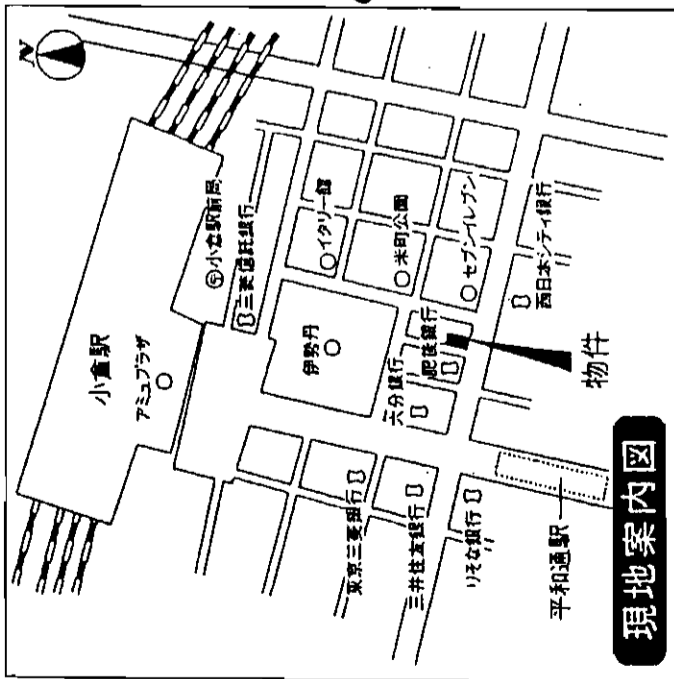 N
小倉駅
アミュプラザ
〒小倉駅前局
三菱信託銀行
イタリー館
米町公園
セブンイレブン
西日本シティ銀行
伊勢丹
六分銀行
肥後銀行
物件
東京三菱銀行
三井住友銀行
りそな銀行
平和通駅
現地案内図